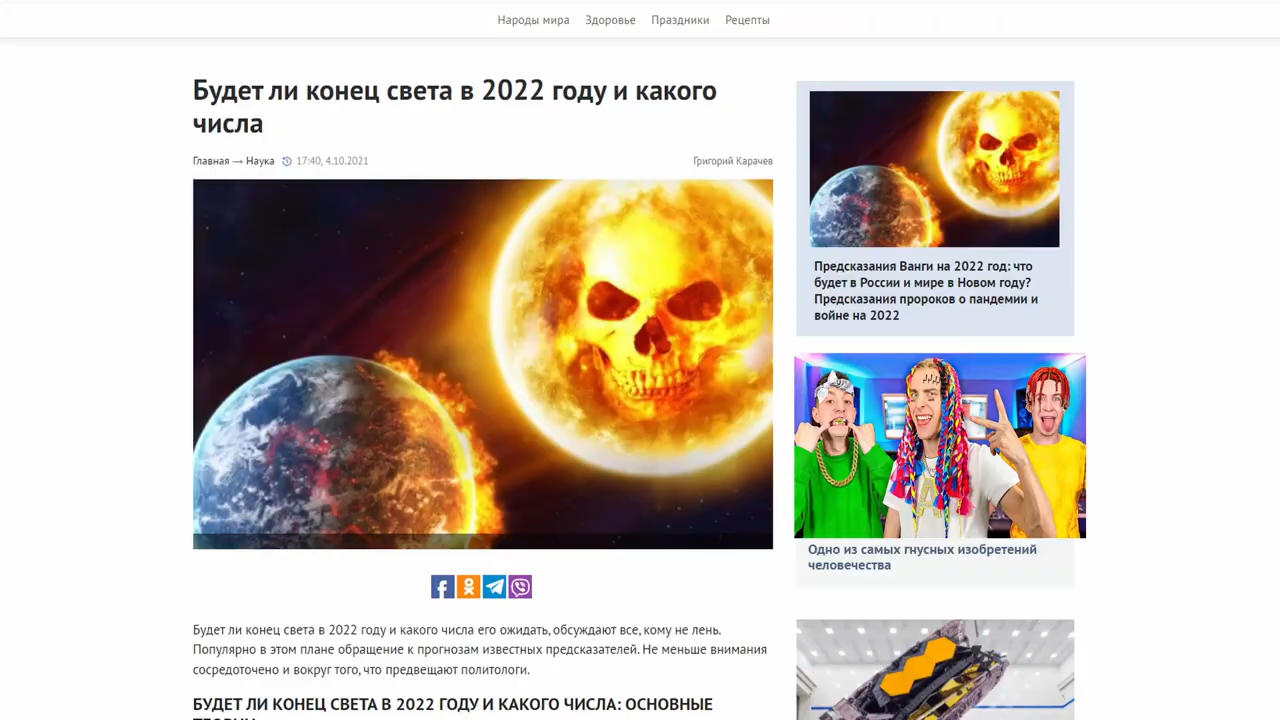 Народы мира Здоровье Праздники Рецепты
Будет ли конец света в 2022 году и какого
числа
Главная → Наука 17:40, 4.10.2021 Григорий Карачев
Будет ли конец света в 2022 году и какого числа его ожидать, обсуждают все, кому не лень.
Популярно в этом плане обращение к прогнозам известных предсказателей. Не меньше внимания
сосредоточено и вокруг того, что предвещают политологи.
БУДЕТ ЛИ КОНЕЦ СВЕТА В 2022 ГОДУ И КАКОГО ЧИСЛА: ОСНОВНЫЕ
Предсказания Ванги на 2022 год: что
будет в России и мире в Новом году?
Предсказания пророков о пандемии и
войне на 2022
Одно из самых гнусных изобретений
человечества